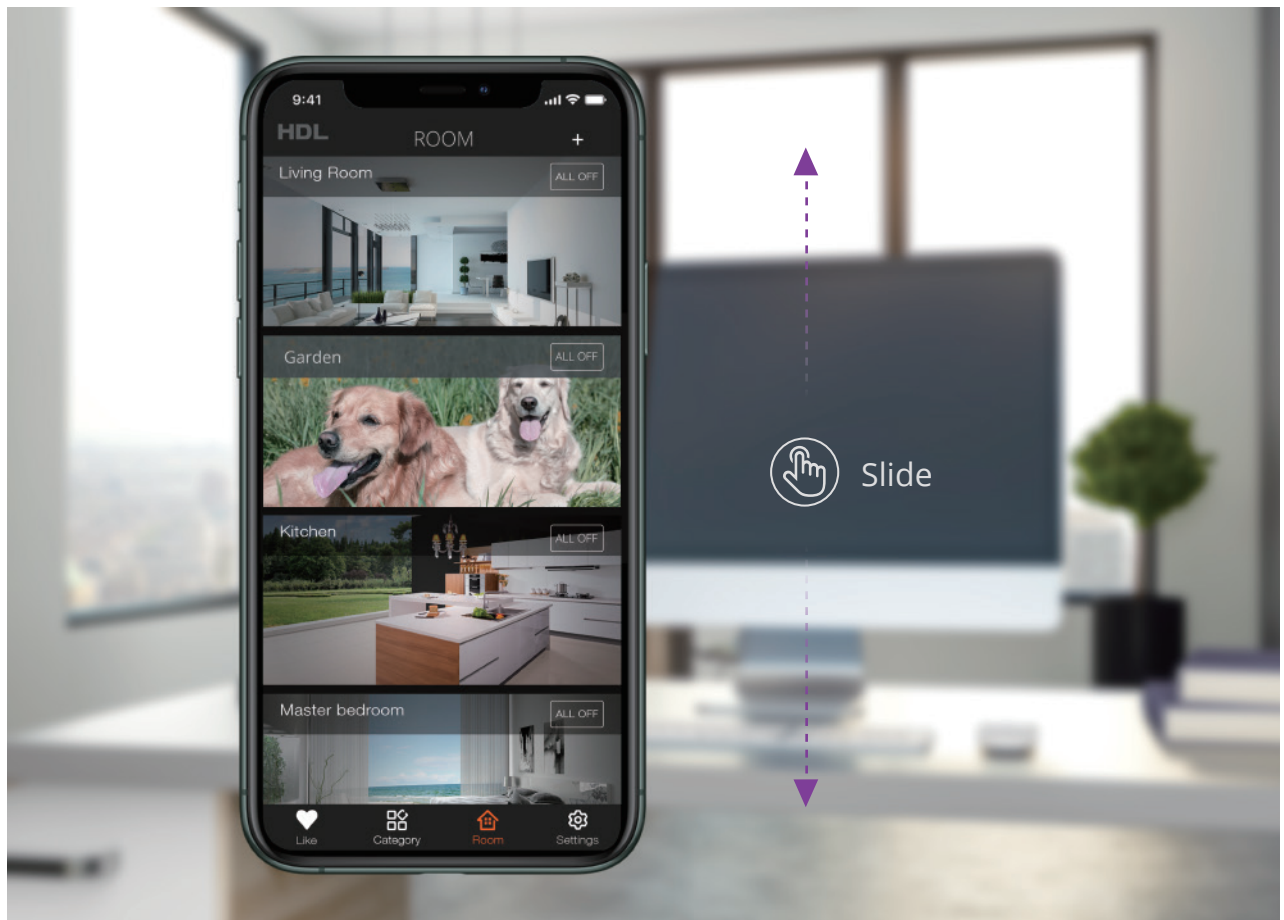 9:41
HDL
ROOM
+
Living Room
ALL OFF
Garden
ALL OFF
Slide
Kitchen
ALL OFF
Master bedroom
ALL OFF
Like
Category
Room
Settings